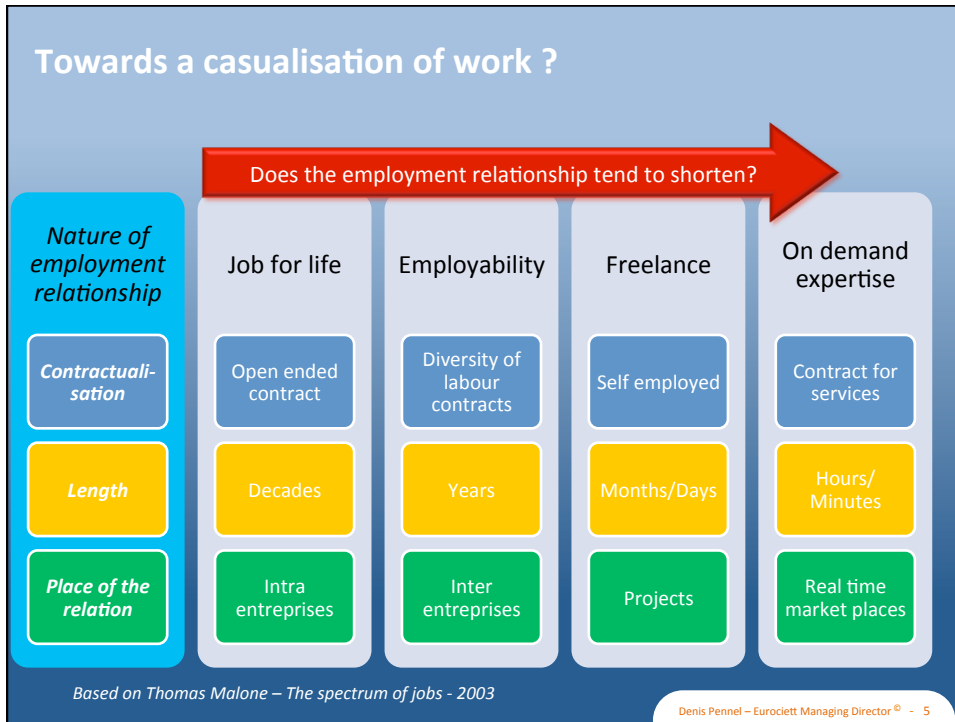 Towards a casualisation of work ?
Does the employment relationship tend to shorten?
Nature of
employment
relationship
Job for life
Employability
Freelance
On demand
expertise
Contractuali-
sation
Open ended
contract
Diversity of
labour
contracts
Self employed
Contract for
services
Length
Decades
Years
Months/Days
Hours/
Minutes
Place of the
relation
Intra
entreprises
Inter
entreprises
Projects
Real time
market places
Based on Thomas Malone – The spectrum of jobs - 2003
Denis Pennel – Eurociett Managing Director © - 5